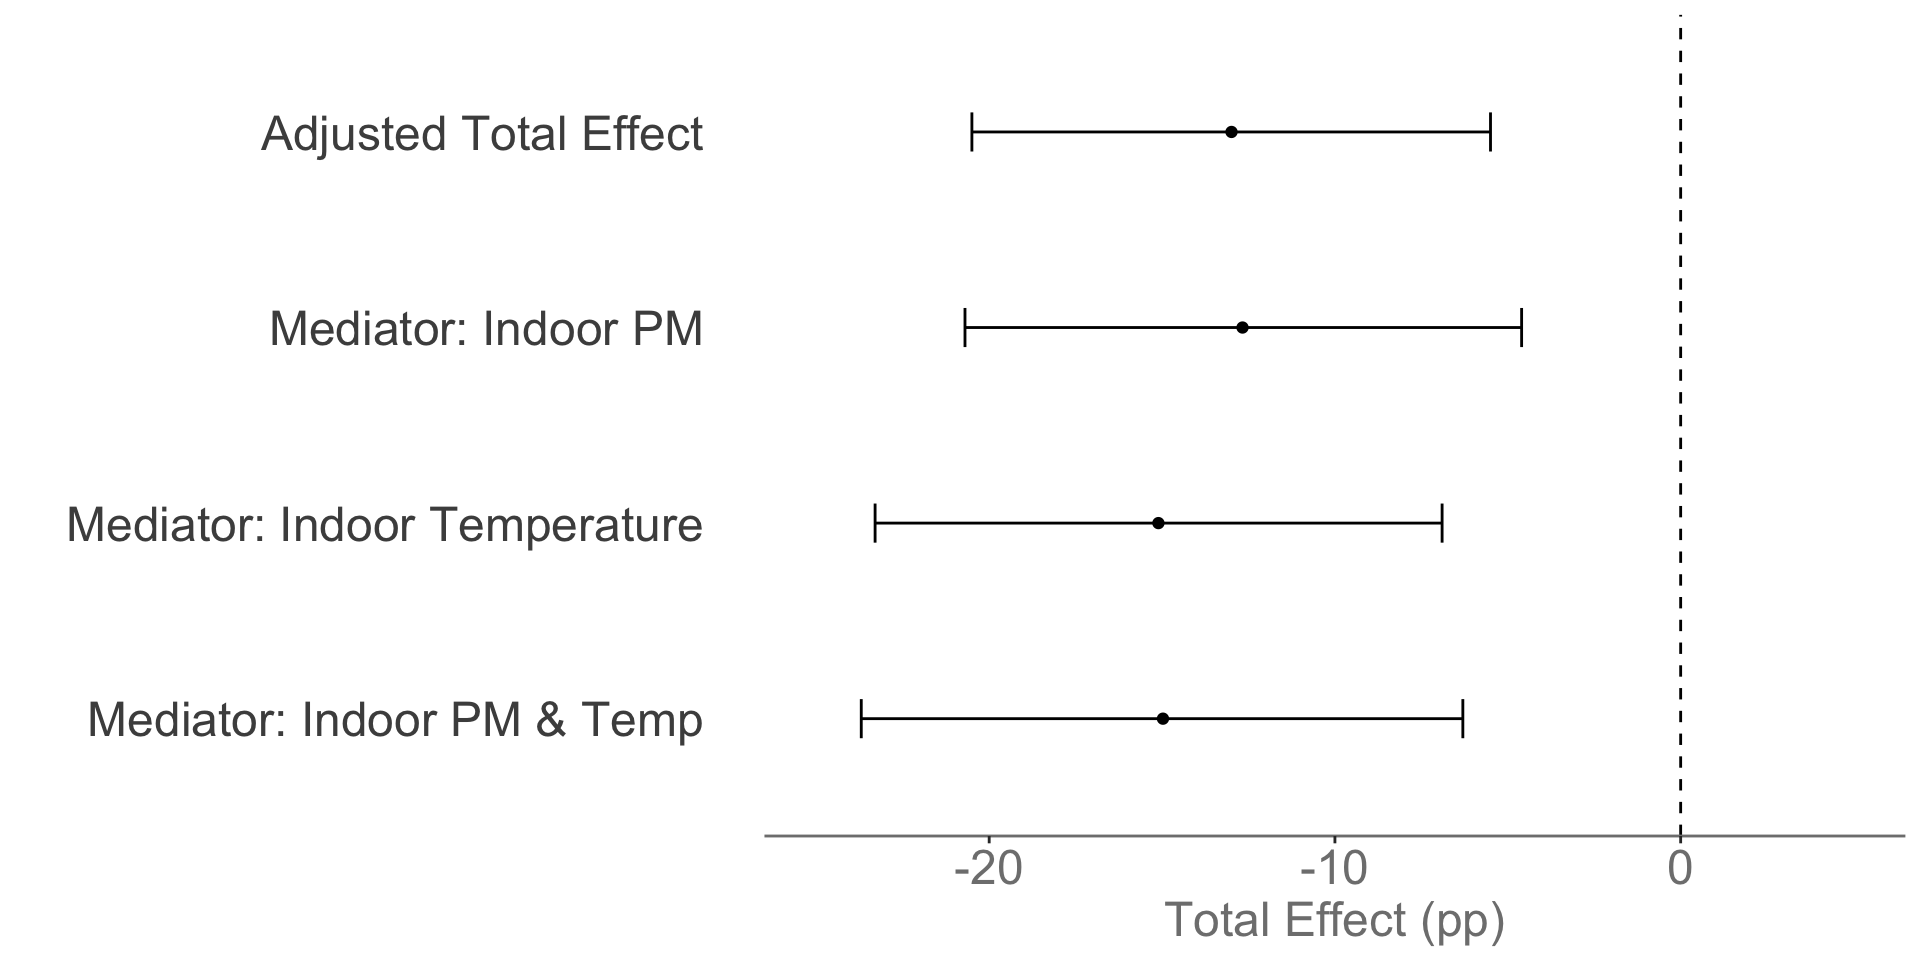 Adjusted Total Effect
Mediator: Indoor PM
Mediator: Indoor Temperature
Mediator: Indoor PM & Temp
-20 -10 0
Total Effect (pp)